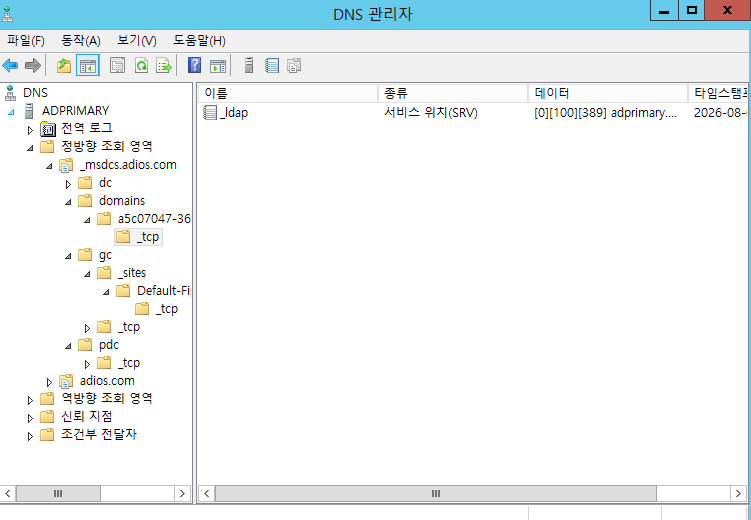 DNS 관리자
파일(F) 동작(A) 보기(V) 도움말(H)
DNS
ADPRIMARY
전역 로그
정방향 조회 영역
_msdcs.adios.com
dc
domains
a5c07047-36
_tcp
gc
_sites
Default-Fi
_tcp
_tcp
pdc
_tcp
adios.com
역방향 조회 영역
신뢰 지점
조건부 전달자
이름 종류 데이터 타임스탬프
_ldap 서비스 위치(SRV) [0][100][389] adprimary.... 2026-08-